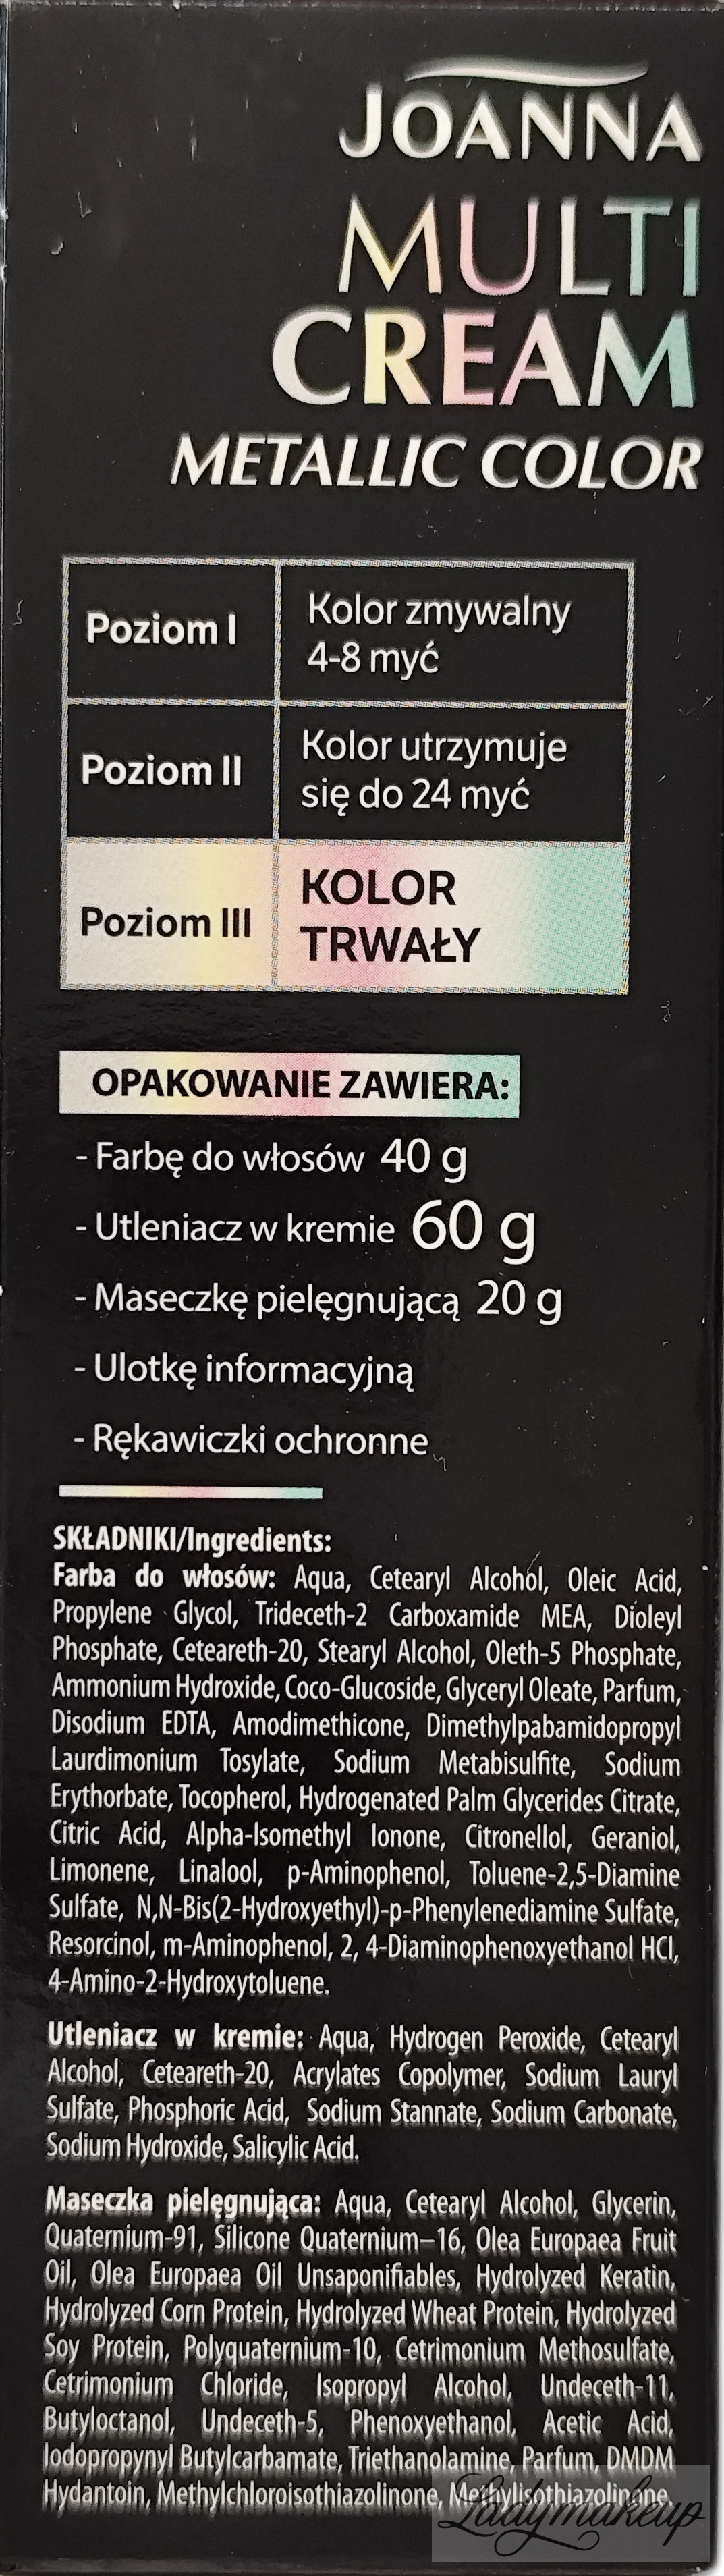 JOANNA
MULTI
CREAM
METALLIC COLOR
Poziom I
Kolor zmywalny
4-8 myć
Poziom II
Kolor utrzymuje
się do 24 myć
Poziom III
KOLOR
TRWAŁY
OPAKOWANIE ZAWIERA:
- Farbę do włosów 40 g
- Utleniacz w kremie 60 g
- Maseczkę pielęgnującą 20 g
- Ulotkę informacyjną
- Rękawiczki ochronne
SKŁADNIKI/Ingredients:
Farba do włosów: Aqua, Cetearyl Alcohol, Oleic Acid,
Propylene Glycol, Trideceth-2 Carboxamide MEA, Dioleyl
Phosphate, Ceteareth-20, Stearyl Alcohol, Oleth-5 Phosphate,
Ammonium Hydroxide, Coco-Glucoside, Glyceryl Oleate, Parfum,
Disodium EDTA, Amodimethicone, Dimethylpabamidopropyl
Laurdimonium Tosylate, Sodium Metabisulfite, Sodium
Erythorbate, Tocopherol, Hydrogenated Palm Glycerides Citrate,
Citric Acid, Alpha-Isomethyl Ionone, Citronellol, Geraniol,
Limonene, Linalool, p-Aminophenol, Toluene-2,5-Diamine
Sulfate, N,N-Bis(2-Hydroxyethyl)-p-Phenylenediamine Sulfate,
Resorcinol, m-Aminophenol, 2, 4-Diaminophenoxyethanol HCl,
4-Amino-2-Hydroxytoluene.
Utleniacz w kremie: Aqua, Hydrogen Peroxide, Cetearyl
Alcohol, Ceteareth-20, Acrylates Copolymer, Sodium Lauryl
Sulfate, Phosphoric Acid, Sodium Stannate, Sodium Carbonate,
Sodium Hydroxide, Salicylic Acid.
Maseczka pielęgnująca: Aqua, Cetearyl Alcohol, Glycerin,
Quaternium-91, Silicone Quaternium–16, Olea Europaea Fruit
Oil, Olea Europaea Oil Unsaponifiables, Hydrolyzed Keratin,
Hydrolyzed Corn Protein, Hydrolyzed Wheat Protein, Hydrolyzed
Soy Protein, Polyquaternium-10, Cetrimonium Methosulfate,
Cetrimonium Chloride, Isopropyl Alcohol, Undeceth-11,
Butyloctanol, Undeceth-5, Phenoxyethanol, Acetic Acid,
Iodopropynyl Butylcarbamate, Triethanolamine, Parfum, DMDM
Hydantoin, Methylchloroisothiazolinone, Methylisothiazolinone.
Ladymakeup